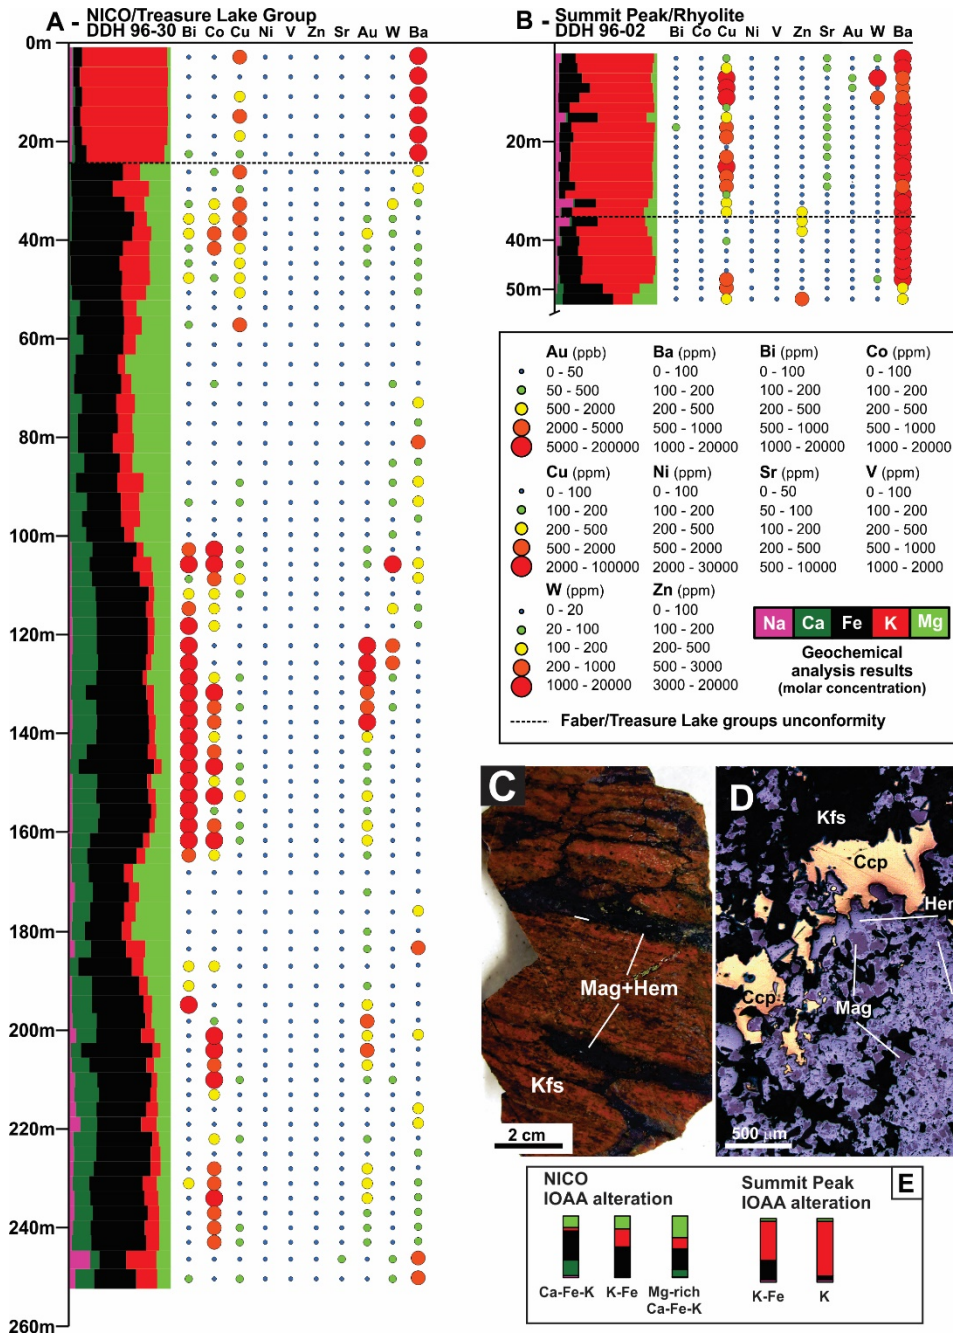 A - NICO/Treasure Lake Group
DDH 96-30
Bi Co Cu Ni V Zn Sr Au W Ba
0m
20m
40m
60m
80m
100m
120m
140m
160m
180m
200m
220m
240m
260m
B - Summit Peak/Rhyolite
DDH 96-02
Bi Co Cu Ni V Zn Sr Au W Ba
20m
40m
50m
Au (ppb) Ba (ppm) Bi (ppm) Co (ppm)
0 - 50 0 - 100 0 - 100 0 - 100
50 - 500 100 - 200 100 - 200 100 - 200
500 - 2000 200 - 500 200 - 500 200 - 500
2000 - 5000 500 - 1000 500 - 1000 500 - 1000
5000 - 200000 1000 - 20000 1000 - 20000 1000 - 20000
Cu (ppm) Ni (ppm) Sr (ppm) V (ppm)
0 - 100 0 - 100 0 - 50 0 - 100
100 - 200 100 - 200 50 - 100 100 - 200
200 - 500 200 - 500 100 - 200 200 - 500
500 - 2000 500 - 2000 200 - 500 500 - 1000
2000 - 100000 2000 - 30000 500 - 10000 1000 - 2000
W (ppm) Zn (ppm)
0 - 20 0 - 100
20 - 100 100 - 200
100 - 200 200- 500
200 - 1000 500 - 3000
1000 - 20000 3000 - 20000
Na Ca Fe K Mg
Geochemical
analysis results
(molar concentration)
Faber/Treasure Lake groups unconformity
C
Mag+Hem
Kfs
2 cm
D
Kfs
Ccp
Hem
Ccp
Mag
500 µm
E
NICO
IOAA alteration
Ca-Fe-K K-Fe Mg-rich
Ca-Fe-K
Summit Peak
IOAA alteration
K-Fe K